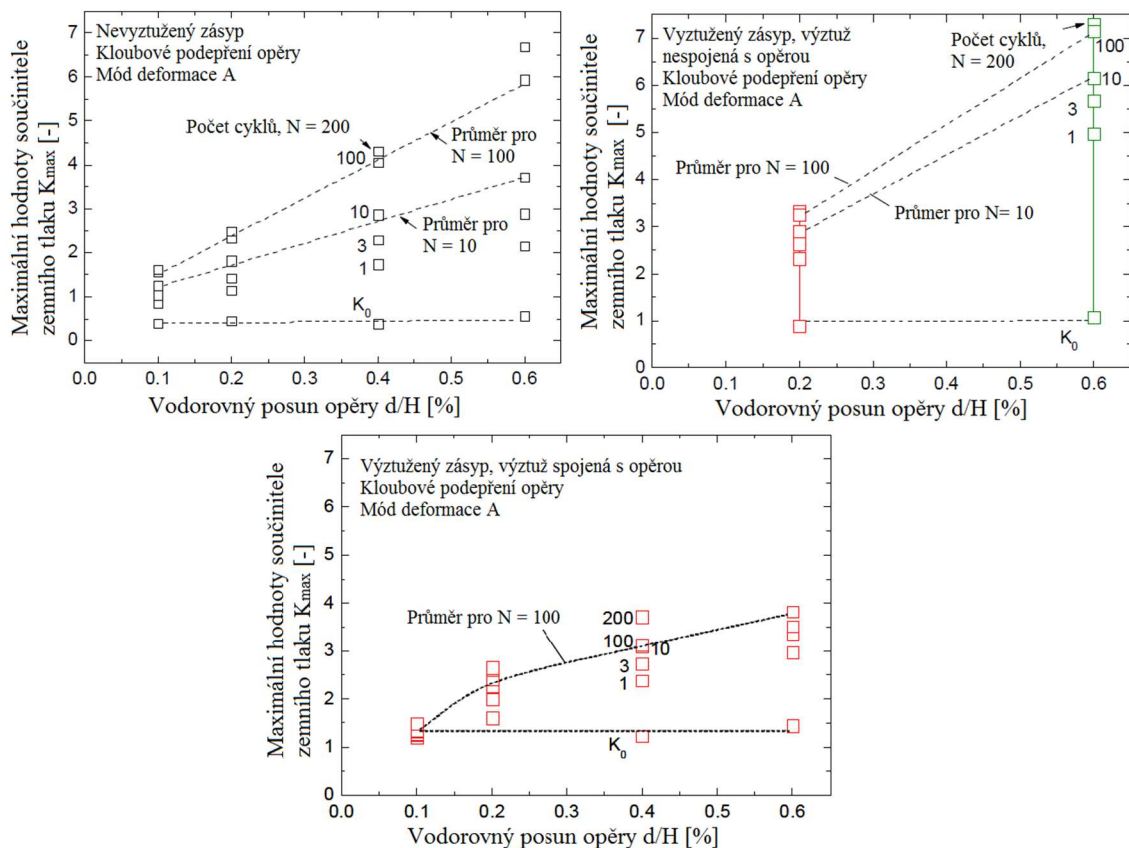 Maximální hodnoty součinitele
zemního tlaku Kmax [-]
7
6
5
4
3
2
1
0
Nevyztužený zásyp
Kloubové podepření opěry
Mód deformace A
Počet cyklů, N = 200
100
10
3
1
Průměr pro
N = 100
Průměr pro
N = 10
K0
0.0 0.1 0.2 0.3 0.4 0.5 0.6
Vodorovný posun opěry d/H [%]
Maximální hodnoty součinitele
zemního tlaku Kmax [-]
7
6
5
4
3
2
1
0
Vyztužený zásyp, výztuž
nespojená s opěrou
Kloubové podepření opěry
Mód deformace A
Počet cyklů,
N = 200
100
10
3
1
Průměr pro N = 100
Průmer pro N= 10
K0
0.0 0.1 0.2 0.3 0.4 0.5 0.6
Vodorovný posun opěry d/H [%]
Maximální hodnoty součinitele
zemního tlaku Kmax [-]
7
6
5
4
3
2
1
0
Výztužený zásyp, výztuž spojená s opěrou
Kloubové podepření opěry
Mód deformace A
Průměr pro N = 100
200
100
10
3
1
K0
0.0 0.1 0.2 0.3 0.4 0.5 0.6
Vodorovný posun opěry d/H [%]